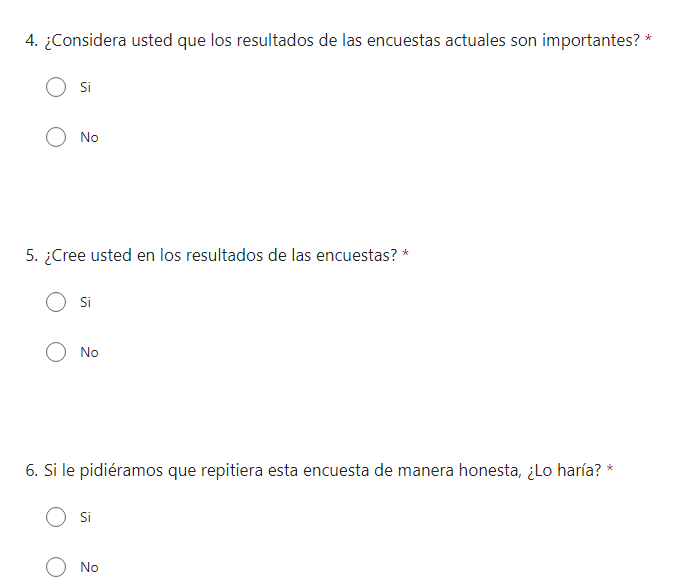 4. ¿Considera usted que los resultados de las encuestas actuales son importantes? *
Si
No
5. ¿Cree usted en los resultados de las encuestas? *
Si
No
6. Si le pidiéramos que repitiera esta encuesta de manera honesta, ¿Lo haría? *
Si
No